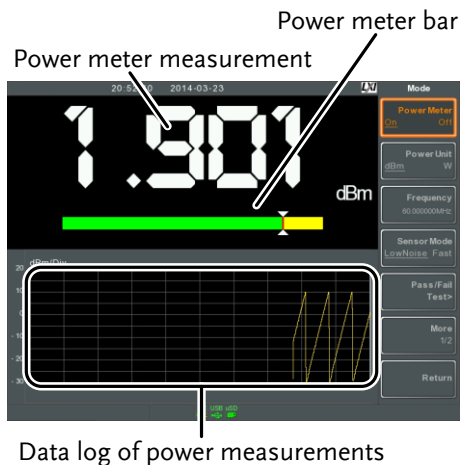 Power meter bar
Power meter measurement
2014-03-23
LXI
Mode
1.901
dBm
Power Meter
On Off
Power Unit
dBm W
Frequency
60.000000MHz
Sensor Mode
LowNoise Fast
Pass/Fail
Test>
More
1/2
Return
dBm/Div
20
10
0
-10
-20
-30
USB µSD
Data log of power measurements